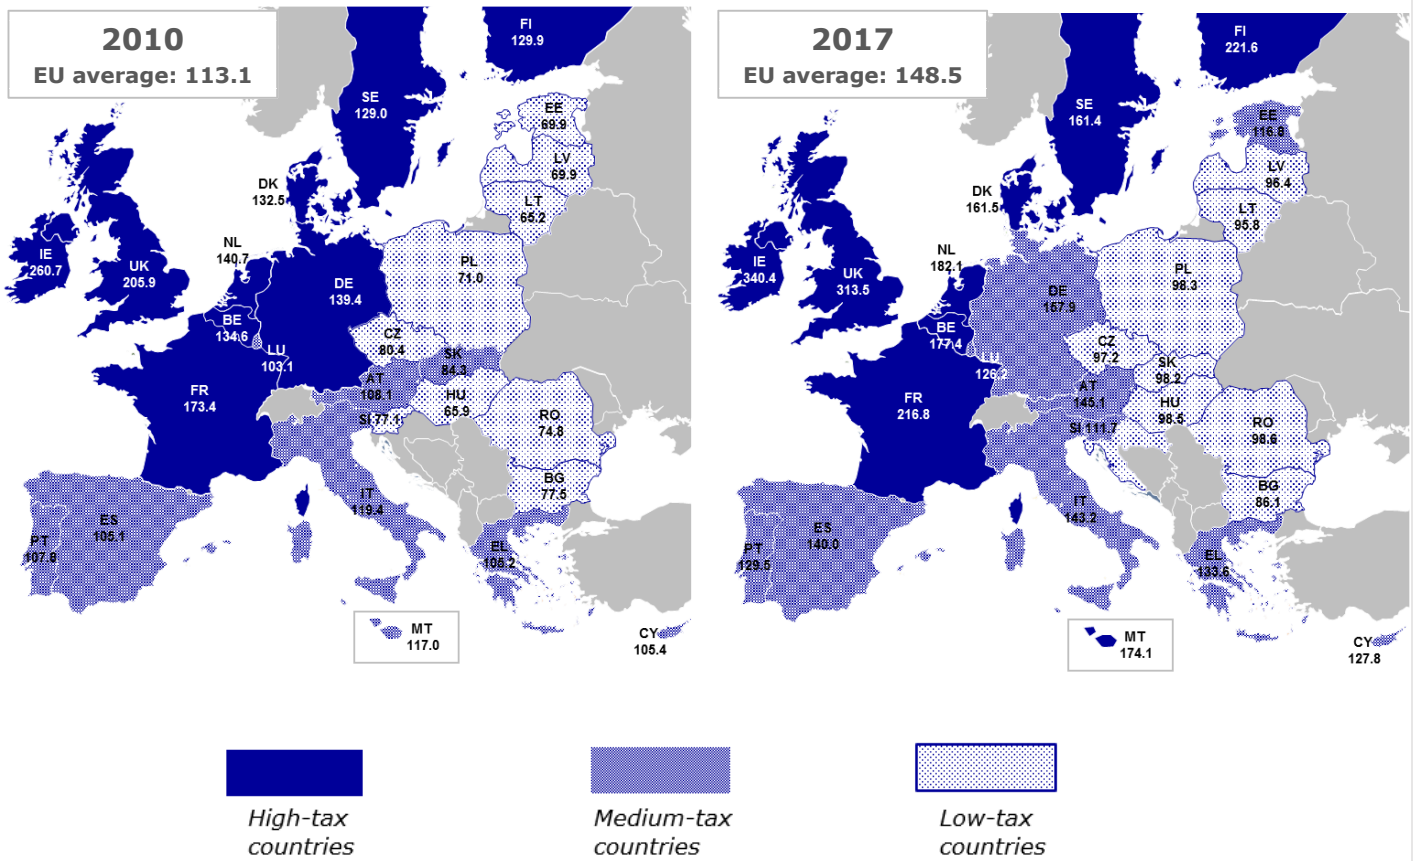 2010
EU average: 113.1
FI
129.9
SE
129.0
EE
69.9
LV
69.9
DK
132.5
LT
65.2
NL
140.7
IE
260.7
UK
205.9
PL
71.0
DE
139.4
BE
134.6
CZ
80.4
LU
103.1
SK
84.3
AT
108.1
FR
173.4
HU
65.9
SI 77.1
RO
74.8
BG
77.5
IT
119.4
ES
105.1
PT
107.8
EL
105.2
MT
117.0
CY
105.4
2017
EU average: 148.5
FI
221.6
SE
161.4
EE
116.8
LV
96.4
DK
161.5
LT
95.8
NL
182.1
IE
340.4
UK
313.5
PL
98.3
DE
157.9
BE
177.4
CZ
97.2
LU
126.2
SK
98.2
AT
145.1
FR
216.8
HU
98.5
SI 111.7
RO
98.6
BG
86.1
IT
143.2
ES
140.0
PT
129.5
EL
133.6
MT
174.1
CY
127.8
High-tax
countries
Medium-tax
countries
Low-tax
countries